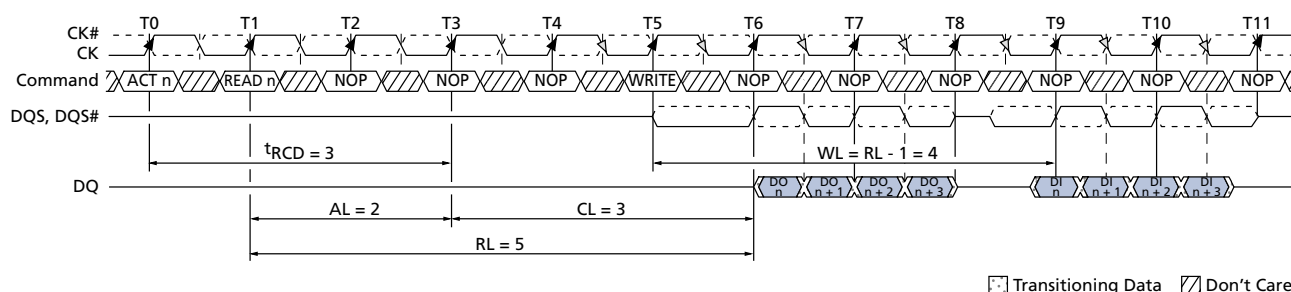 T0 T1 T2 T3 T4 T5 T6 T7 T8 T9 T10 T11
CK#
CK
Command ACT n READ n NOP NOP NOP WRITE NOP NOP NOP NOP NOP NOP
DQS, DQS#
tRCD = 3 WL = RL - 1 = 4
DQ DO n DO n + 1 DO n + 2 DO n + 3 DI n DI n + 1 DI n + 2 DI n + 3
AL = 2 CL = 3
RL = 5
Transitioning Data Don't Care